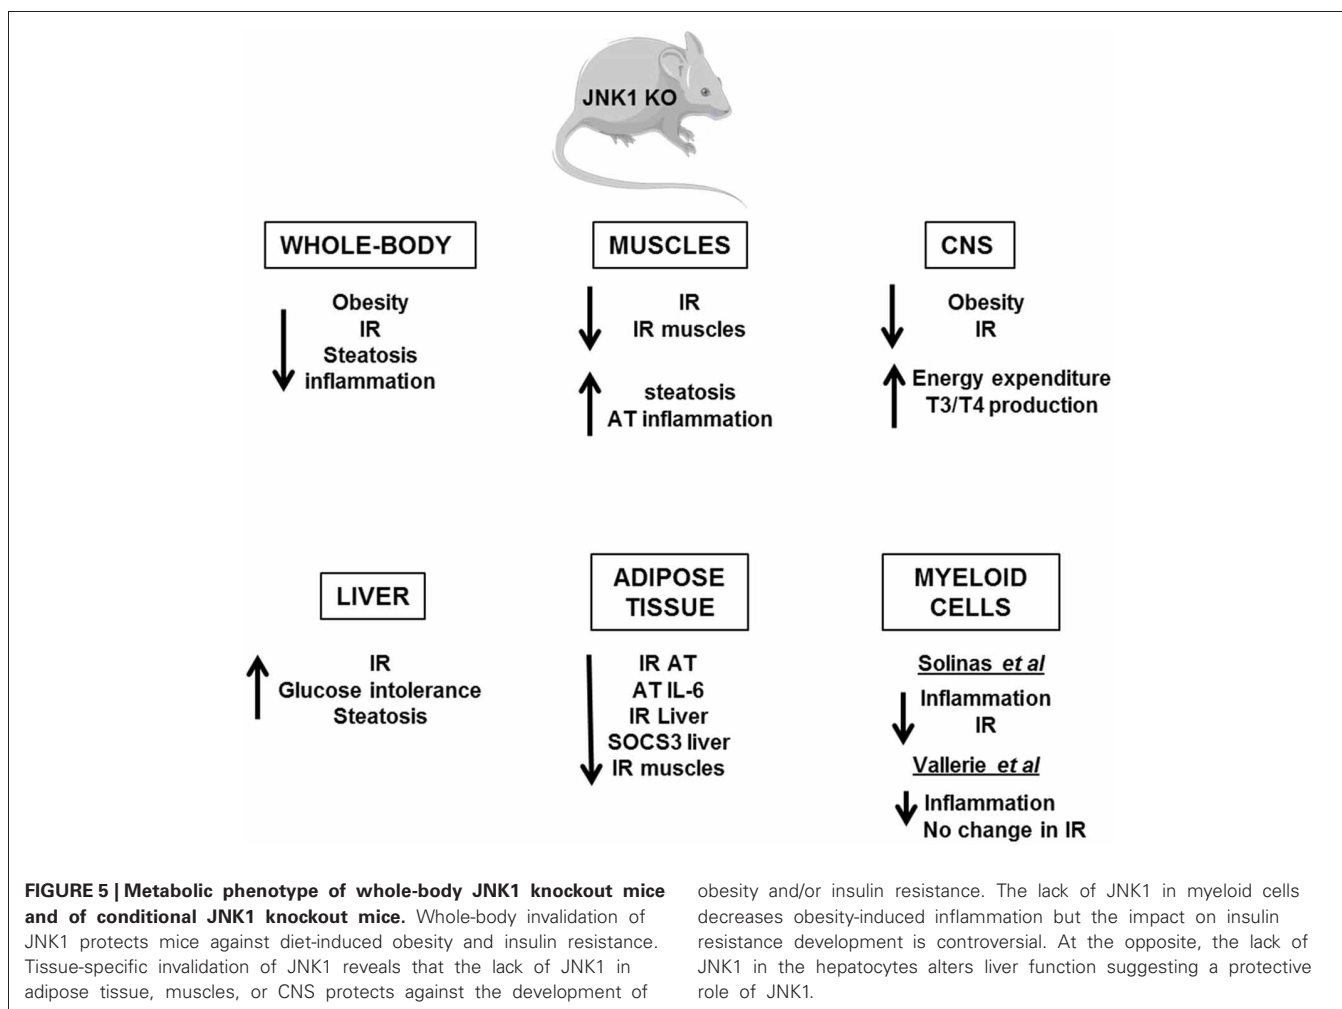 JNK1 KO
WHOLE-BODY
Obesity
IR
Steatosis
inflammation
MUSCLES
IR
IR muscles
steatosis
AT inflammation
CNS
Obesity
IR
Energy expenditure
T3/T4 production
LIVER
IR
Glucose intolerance
Steatosis
ADIPOSE
TISSUE
IR AT
AT IL-6
IR Liver
SOCS3 liver
IR muscles
MYELOID
CELLS
Solinas et al
Inflammation
IR
Vallerie et al
Inflammation
No change in IR
FIGURE 5 | Metabolic phenotype of whole-body JNK1 knockout mice
and of conditional JNK1 knockout mice. Whole-body invalidation of
JNK1 protects mice against diet-induced obesity and insulin resistance.
Tissue-specific invalidation of JNK1 reveals that the lack of JNK1 in
adipose tissue, muscles, or CNS protects against the development of
obesity and/or insulin resistance. The lack of JNK1 in myeloid cells
decreases obesity-induced inflammation but the impact on insulin
resistance development is controversial. At the opposite, the lack of
JNK1 in the hepatocytes alters liver function suggesting a protective
role of JNK1.